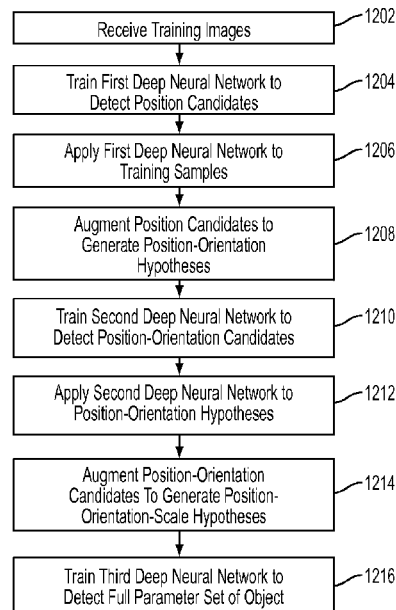 Receive Training Images
1202
Train First Deep Neural Network to
Detect Position Candidates
1204
Apply First Deep Neural Network to
Training Samples
1206
Augment Position Candidates to
Generate Position-Orientation
Hypotheses
1208
Train Second Deep Neural Network to
Detect Position-Orientation Candidates
1210
Apply Second Deep Neural Network to
Position-Orientation Hypotheses
1212
Augment Position-Orientation
Candidates To Generate Position-
Orientation-Scale Hypotheses
1214
Train Third Deep Neural Network to
Detect Full Parameter Set of Object
1216